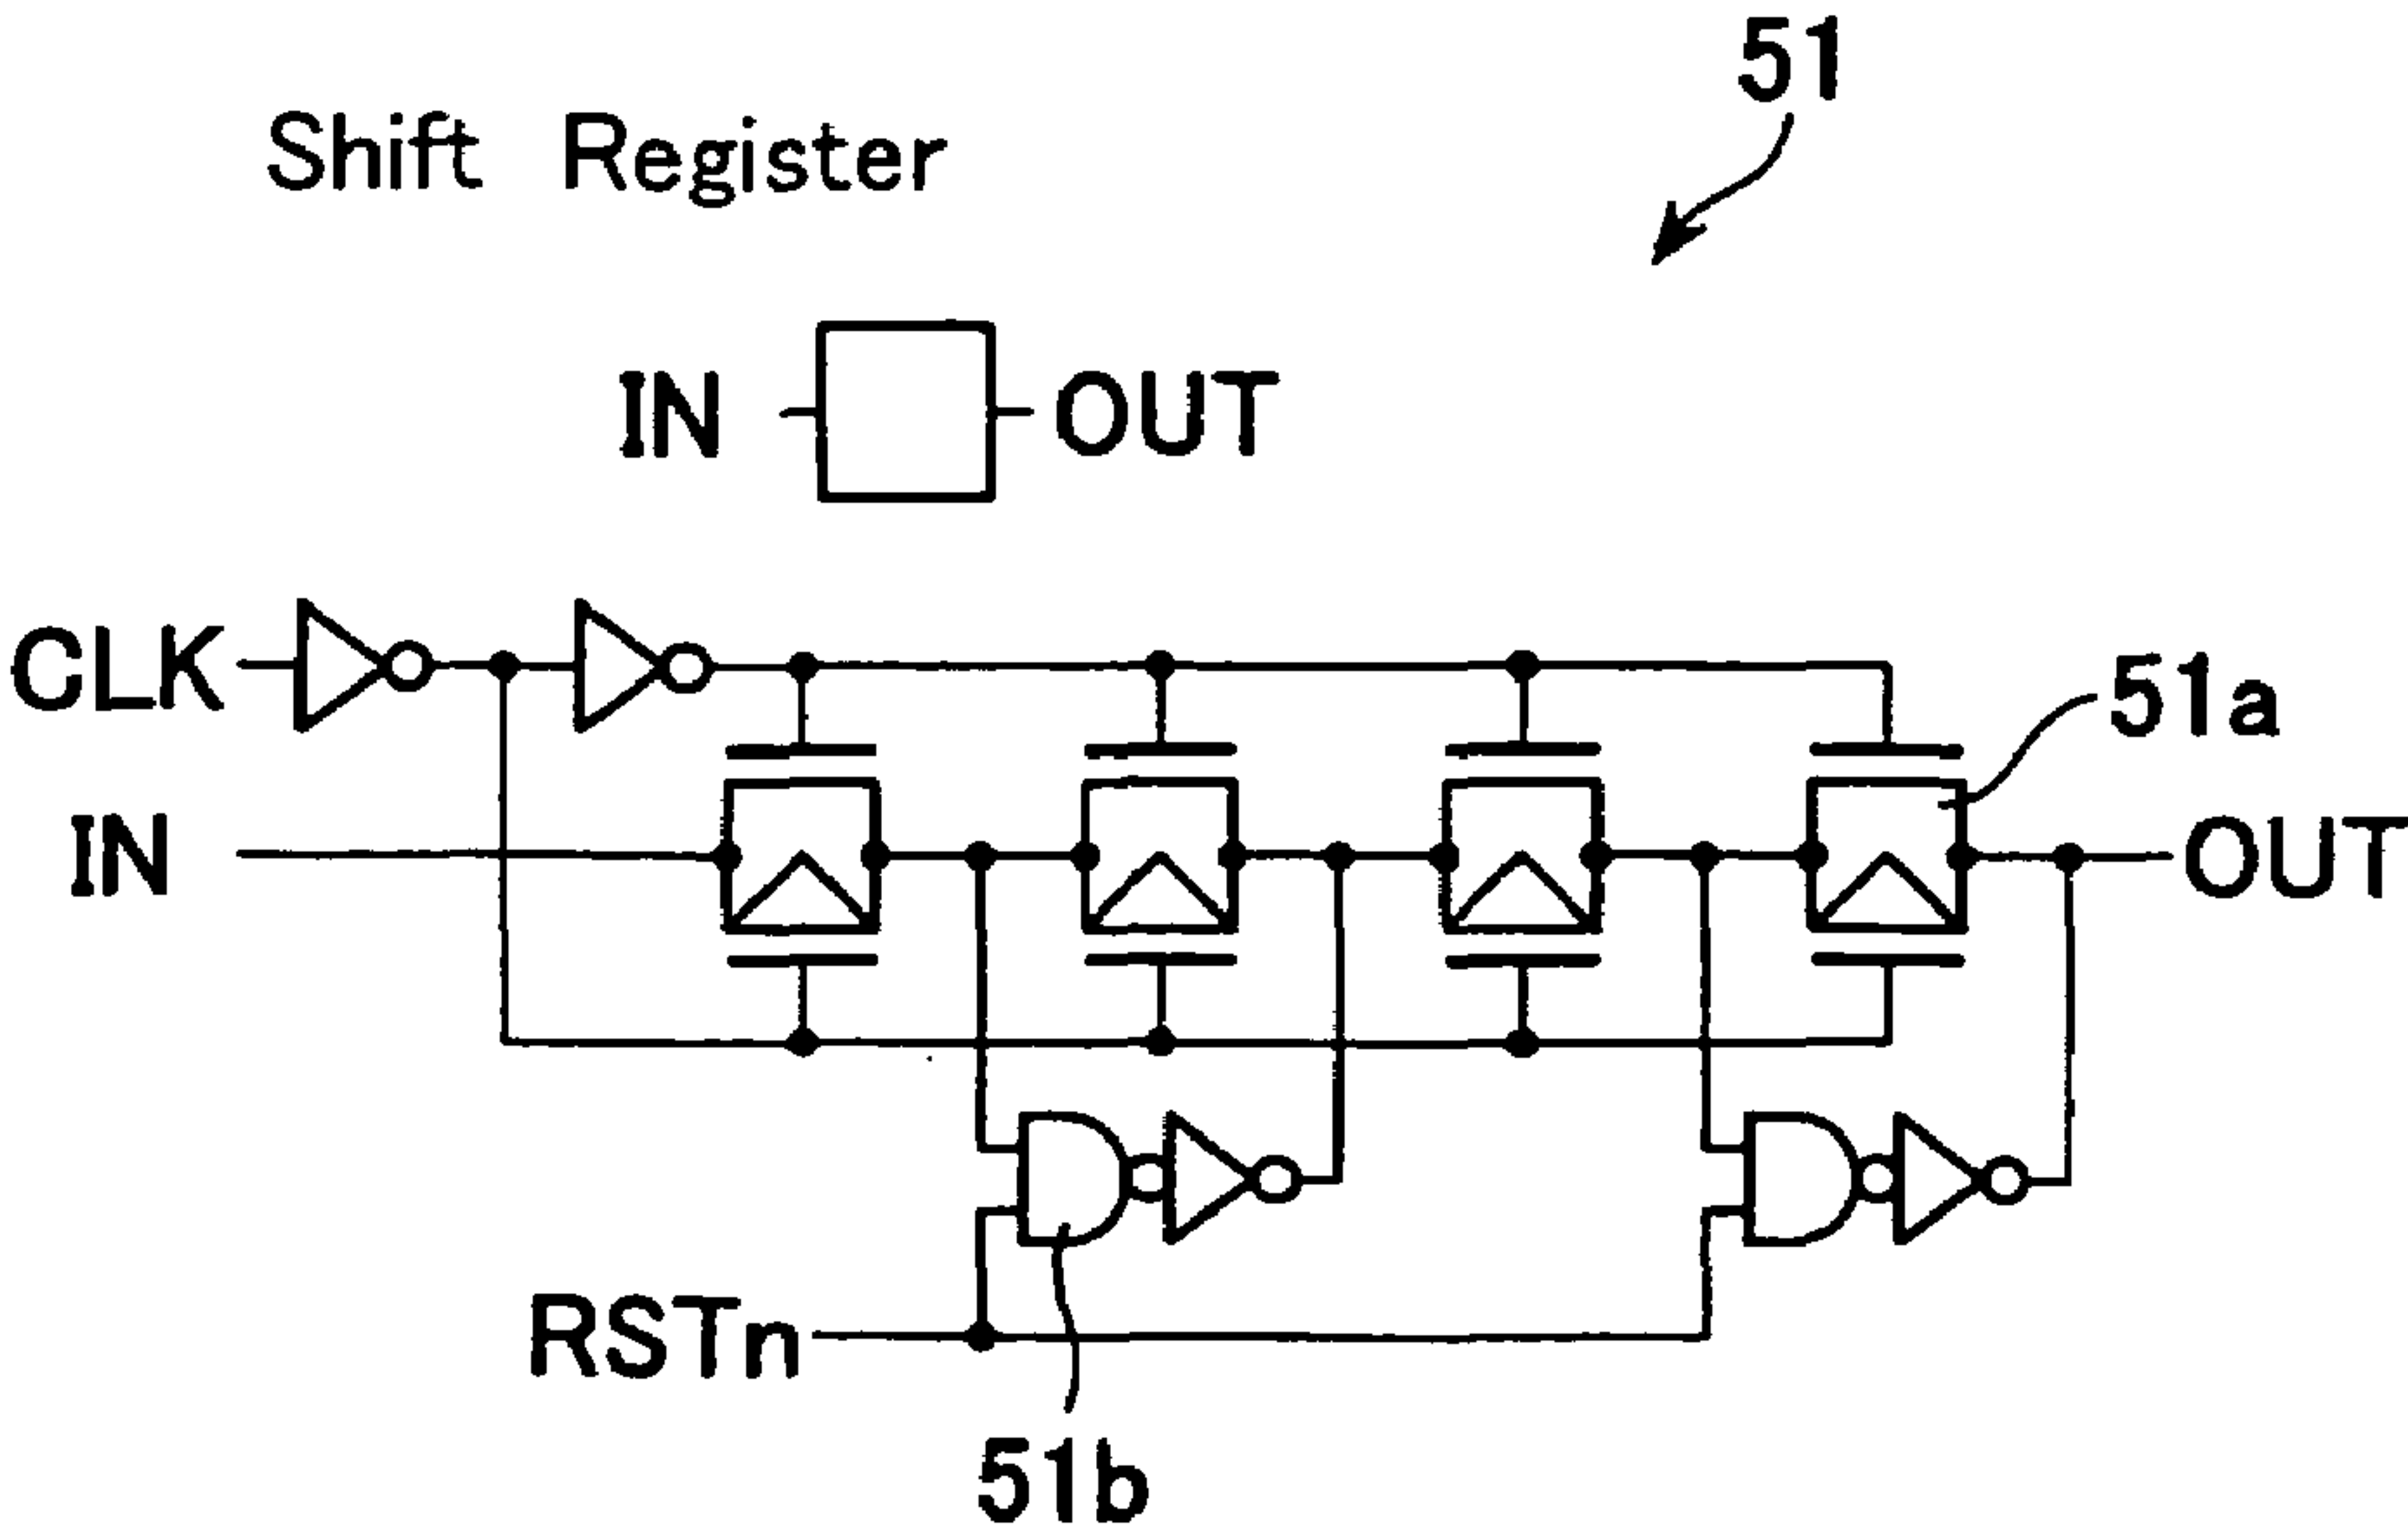 51
Shift Register
IN
OUT
CLK
51a
IN
OUT
RSTn
51b